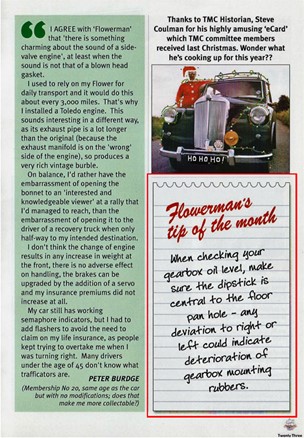 I AGREE with 'Flowerman'
that 'there is something
charming about the sound of a side-
valve engine', at least when the
sound is not that of a blown head
gasket.
I used to rely on my Flower for
daily transport and it would do this
about every 3,000 miles. That's why
I installed a Toledo engine. This
sounds interesting in a different way,
as its exhaust pipe is a lot longer
than the original (because the
exhaust manifold is on the 'wrong'
side of the engine), so produces a
very rich vintage burble.
On balance, I'd rather have the
embarrassment of opening the
bonnet to an 'interested and
knowledgeable viewer' at a rally that
I'd managed to reach, than the
embarrassment of opening it to the
driver of a recovery truck when only
half-way to my intended destination.
I don't think the change of engine
results in any increase in weight at
the front, there is no adverse effect
on handling, the brakes can be
upgraded by the addition of a servo
and my insurance premiums did not
increase at all.
My car still has working
semaphore indicators, but I had to
add flashers to avoid the need to
claim on my life insurance, as people
kept trying to overtake me when I
was turning right. Many drivers
under the age of 45 don't know what
trafficators are.
PETER BURDGE
(Membership No 20, same age as the car
but with no modifications; does that
make me more collectable?)
Thanks to TMC Historian, Steve
Coulman for his highly amusing 'eCard'
which TMC committee members
received last Christmas. Wonder what
he's cooking up for this year??
HO HO HO!
Flowerman's
tip of the month
When checking your
gearbox oil level, make
sure the dipstick is
central to the floor
pan hole - any
deviation to right or
left could indicate
deterioration of
gearbox mounting
rubbers.
Twenty Three